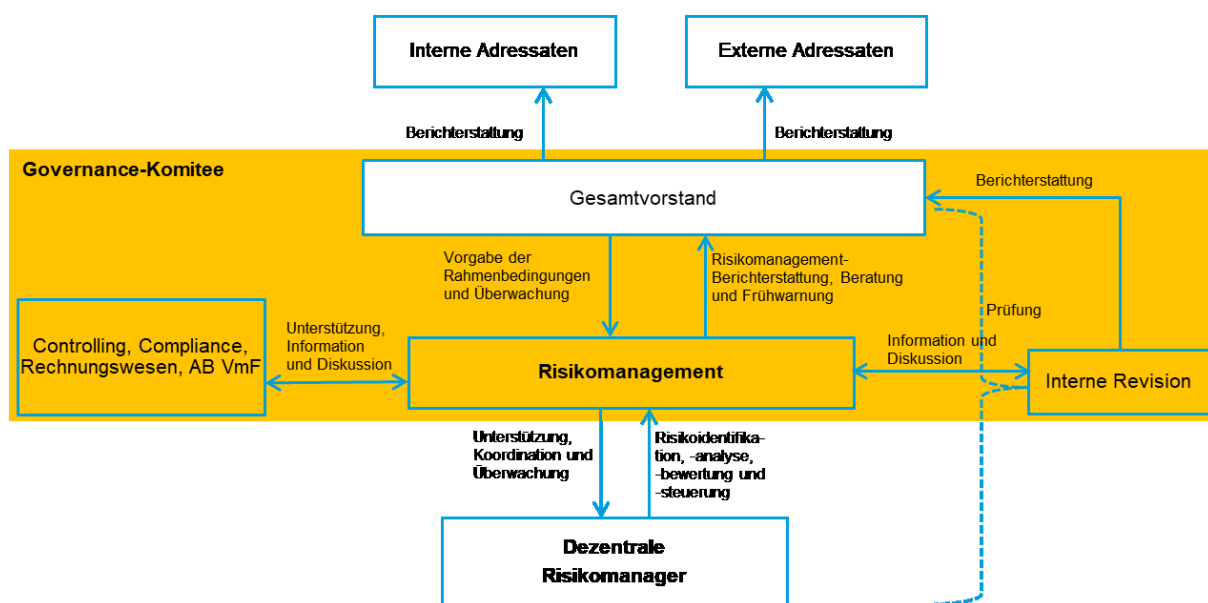 Interne Adressaten
Externe Adressaten
Berichterstattung
Berichterstattung
Governance-Komitee
Gesamtvorstand
Berichterstattung
Vorgabe der
Rahmenbedingungen
und Überwachung
Risikomanagement-
Berichterstattung, Beratung
und Frühwarnung
Prüfung
Controlling, Compliance,
Rechnungswesen, AB VmF
Unterstützung,
Information
und Diskussion
Risikomanagement
Information und
Diskussion
Interne Revision
Unterstützung,
Koordination und
Überwachung
Risikoidentifika-
tion, -analyse,
-bewertung und
-steuerung
Dezentrale
Risikomanager